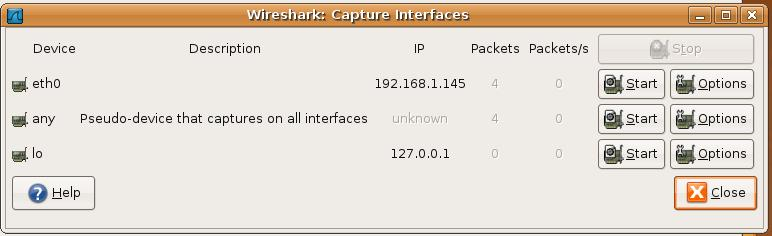 Wireshark: Capture Interfaces
Device Description IP Packets Packets/s Stop
eth0 192.168.1.145 4 0 Start Options
any Pseudo-device that captures on all interfaces unknown 4 0 Start Options
lo 127.0.0.1 0 0 Start Options
Help Close